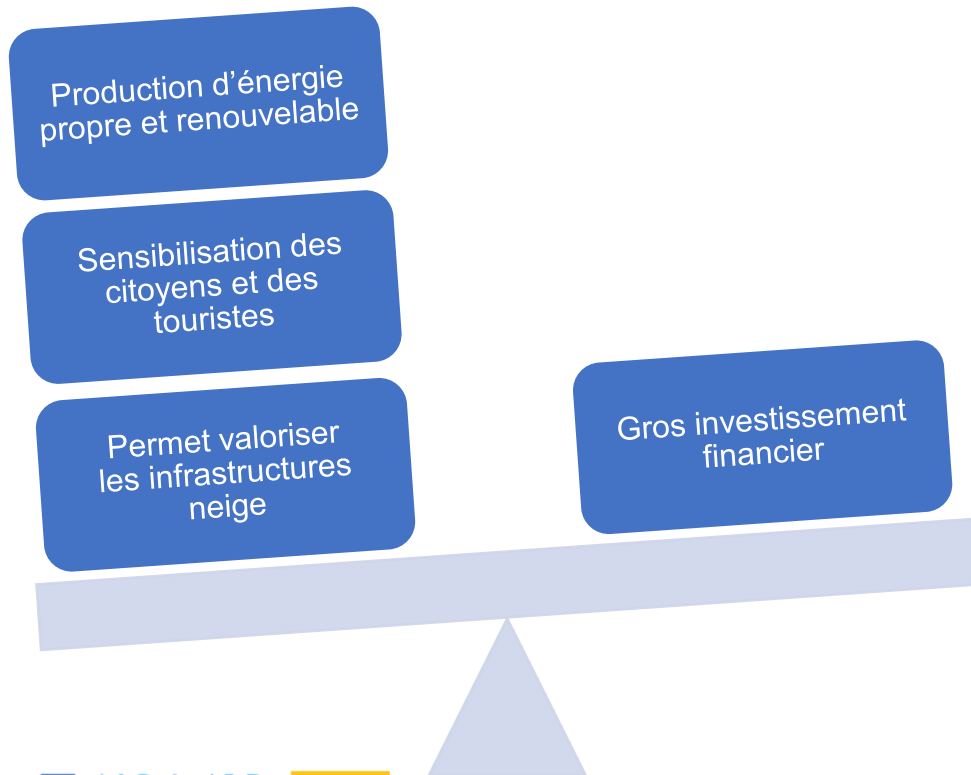 Production d’énergie
propre et renouvelable
Sensibilisation des
citoyens et des
touristes
Permet valoriser
les infrastructures
neige
Gros investissement
financier